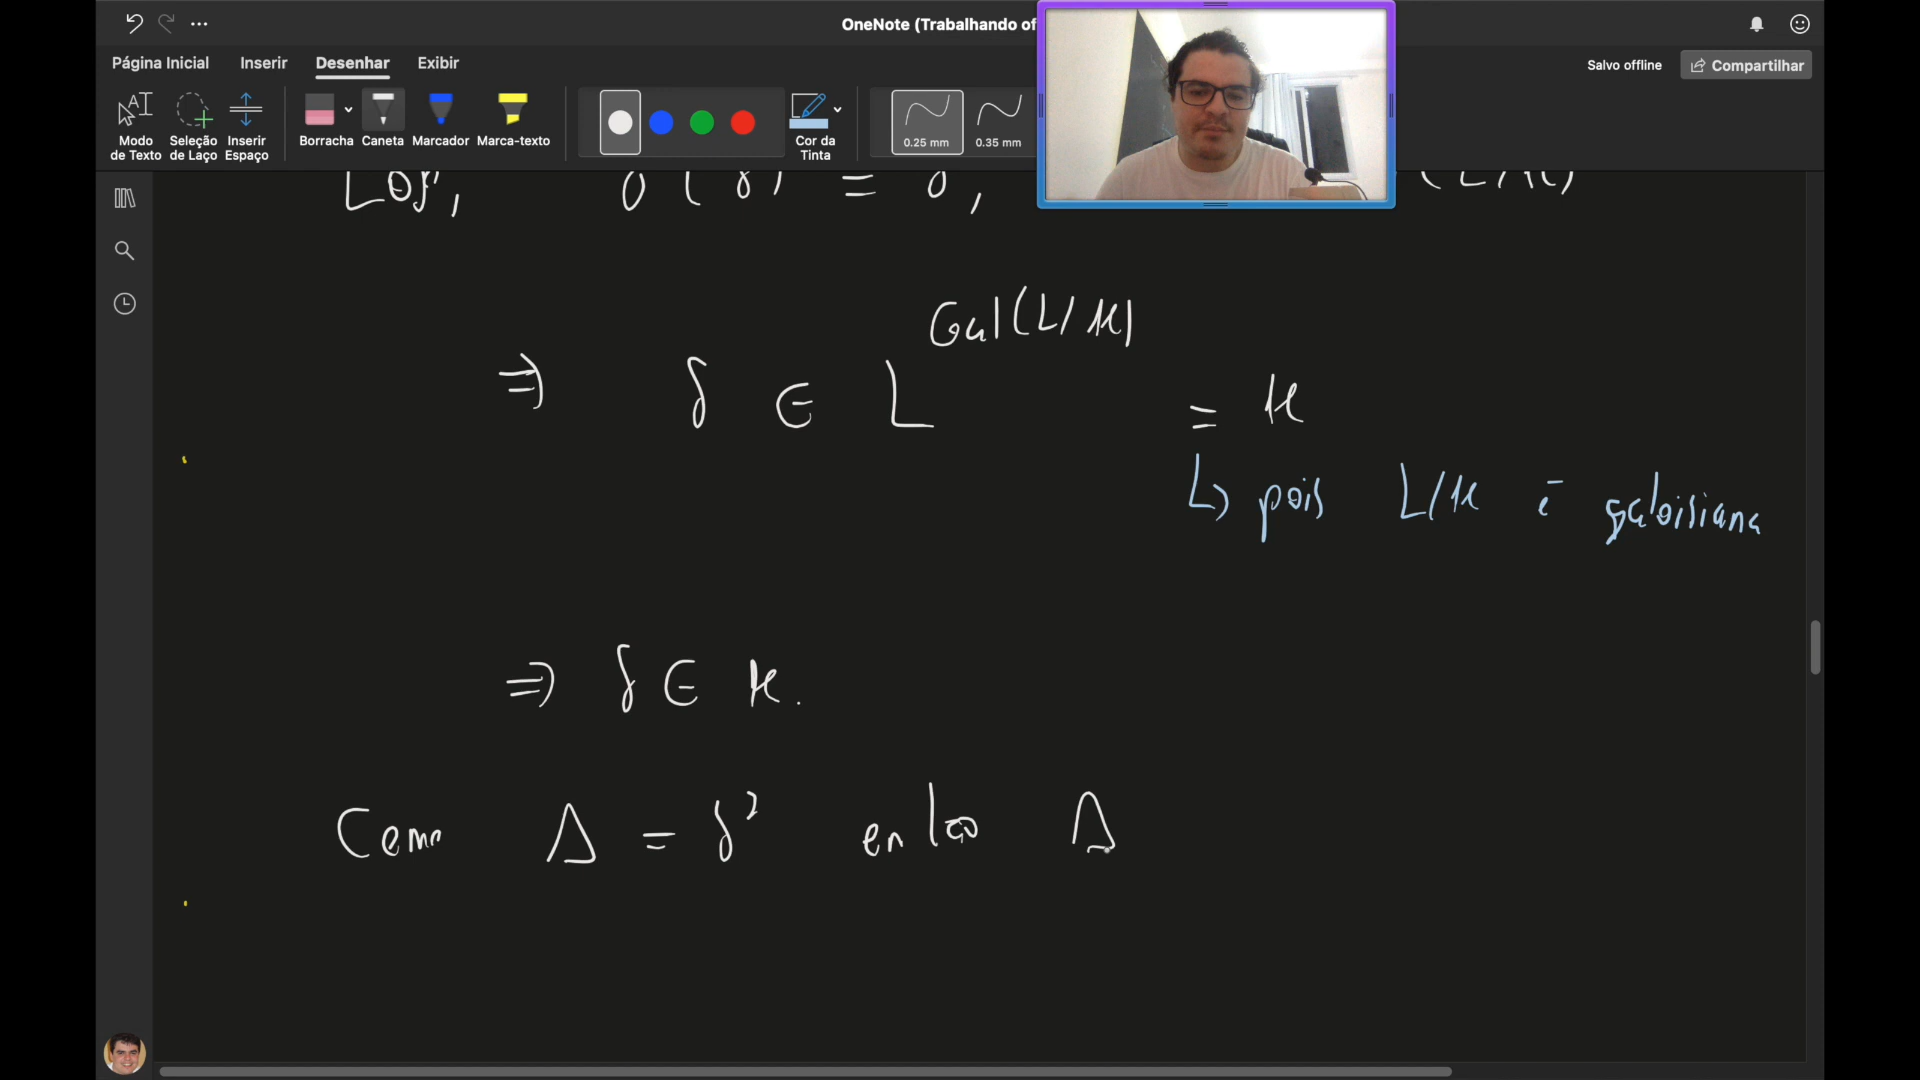 OneNote (Trabalhando of
Página Inicial Inserir Desenhar Exibir
Salvo offline Compartilhar
Modo de Texto Seleção de Laço Inserir Espaço Borracha Caneta Marcador Marca-texto Cor da Tinta 0.25 mm 0.35 mm
Logo, σ(δ) = δ, (L/K)
⇒ δ ∈ L^Gal(L/K) = K
↳ pois L/K é galoisiana
⇒ δ ∈ K.
Como Δ = δ² então Δ